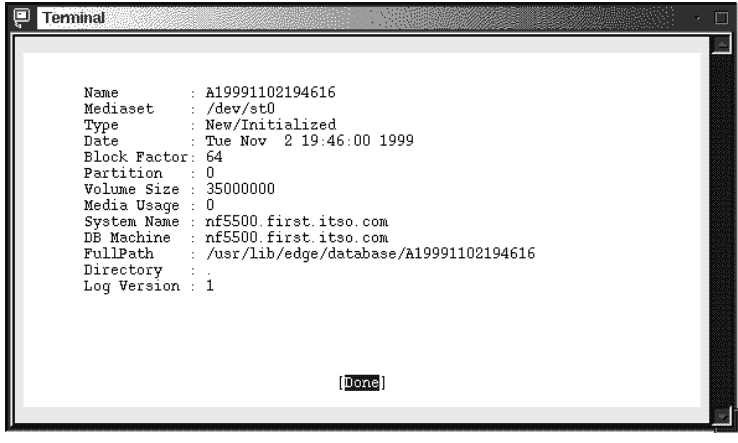 Terminal
Name : A19991102194616
Mediaset : /dev/st0
Type : New/Initialized
Date : Tue Nov 2 19:46:00 1999
Block Factor: 64
Partition : 0
Volume Size : 35000000
Media Usage : 0
System Name : nf5500.first.itso.com
DB Machine : nf5500.first.itso.com
FullPath : /usr/lib/edge/database/A19991102194616
Directory : .
Log Version : 1
[Done]